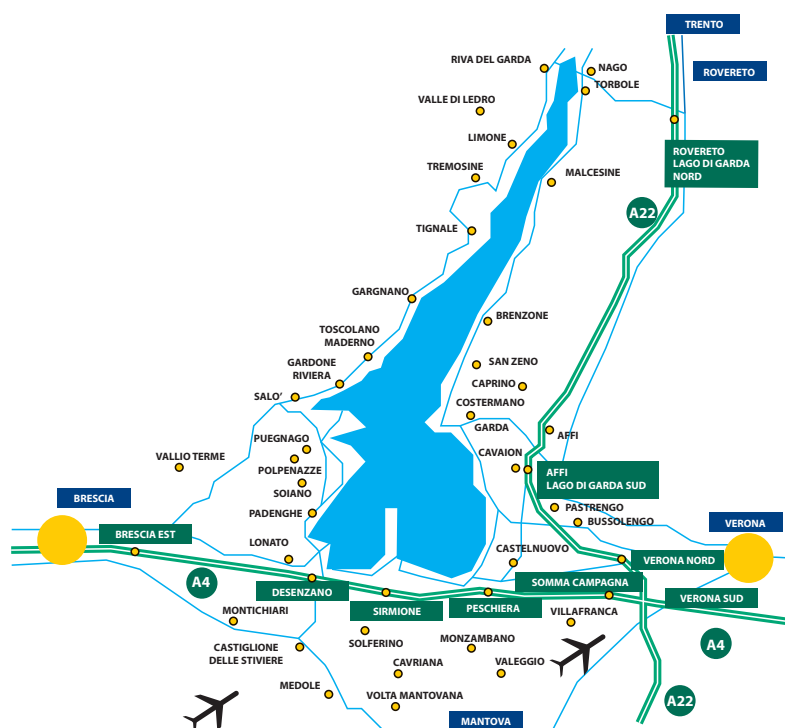 TRENTO
RIVA DEL GARDA
NAGO
ROVERETO
TORBOLE
VALLE DI LEDRO
LIMONE
ROVERETO
LAGO DI GARDA
NORD
TREMOSINE
MALCESINE
A22
TIGNALE
GARGNANO
BRENZONE
TOSCOLANO
MADERNO
GARDONE
RIVIERA
SAN ZENO
CAPRINO
SALO'
COSTERMANO
GARDA
AFFI
PUEGNAGO
CAVAION
VALLIO TERME
POLPENAZZE
AFFI
LAGO DI GARDA SUD
SOIANO
BRESCIA
PADENGHE
PASTRENGO
BUSSOLENGO
VERONA
BRESCIA EST
LONATO
CASTELNUOVO
VERONA NORD
A4
DESENZANO
SIRMIONE
PESCHIERA
SOMMA CAMPAGNA
VERONA SUD
MONTICHIARI
VILLAFRANCA
SOLFERINO
MONZAMBANO
A4
CASTIGLIONE
DELLE STIVIERE
CAVRIANA
VALEGGIO
MEDOLE
VOLTA MANTOVANA
A22
MANTOVA